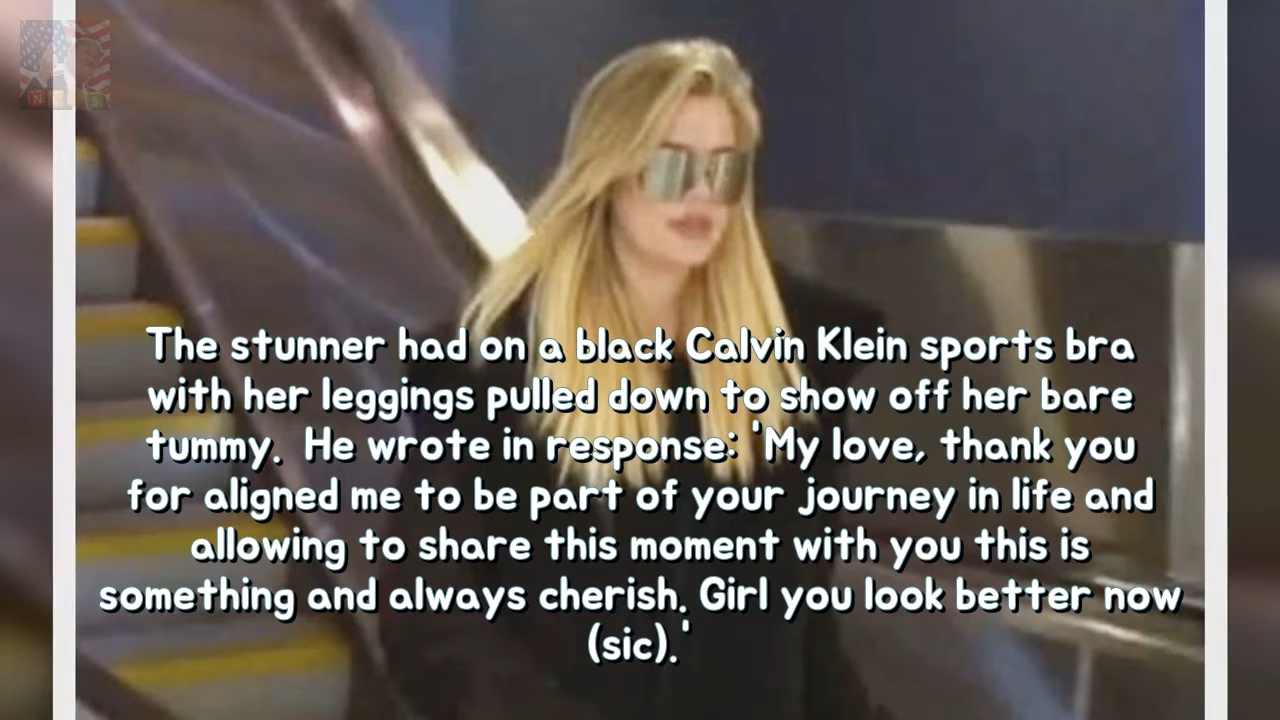 The stunner had on a black Calvin Klein sports bra
with her leggings pulled down to show off her bare
tummy.  He wrote in response: 'My love, thank you
for aligned me to be part of your journey in life and
allowing to share this moment with you this is
something and always cherish. Girl you look better now
(sic).'